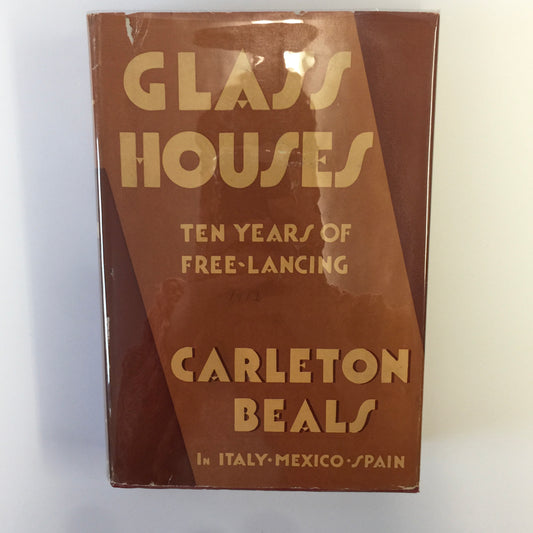 GLASS
HOUSES
TEN YEARS OF
FREE-LANCING
CARLETON
BEALS
IN ITALY·MEXICO·SPAIN